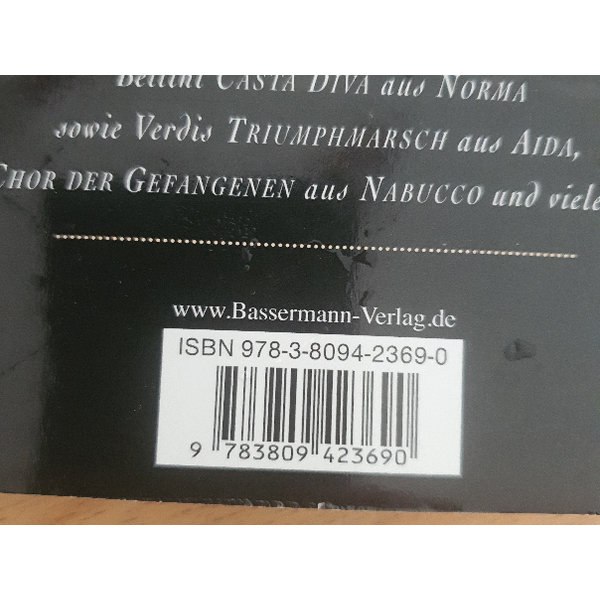 Bellini CASTA DIVA aus NORMA
sowie Verdis TRIUMPHMARSCH aus AIDA,
CHOR DER GEFANGENEN aus NABUCCO und viele
www.Bassermann-Verlag.de
ISBN 978-3-8094-2369-0
9 783809 423690